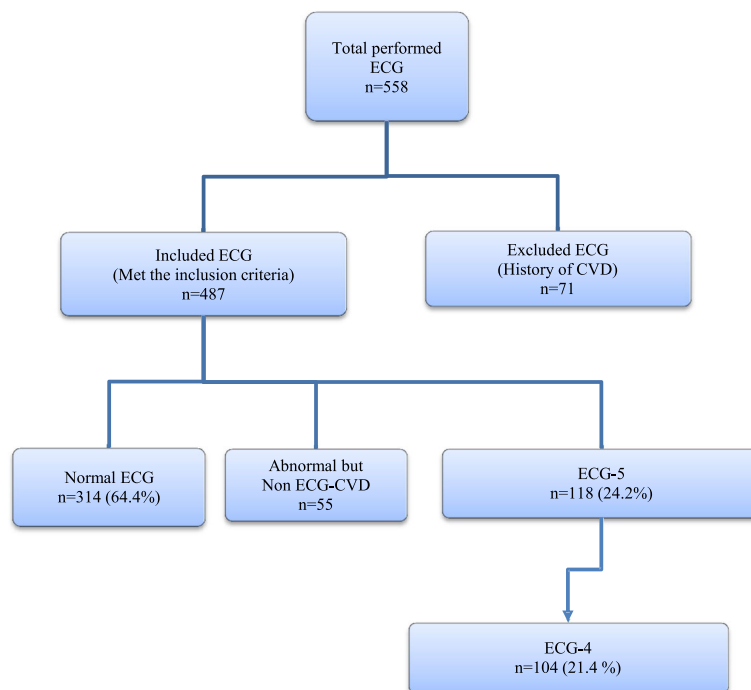 Total performed
ECG
n=558
Included ECG
(Met the inclusion criteria)
n=487
Excluded ECG
(History of CVD)
n=71
Normal ECG
n=314 (64.4%)
Abnormal but
Non ECG-CVD
n=55
ECG-5
n=118 (24.2%)
ECG-4
n=104 (21.4 %)